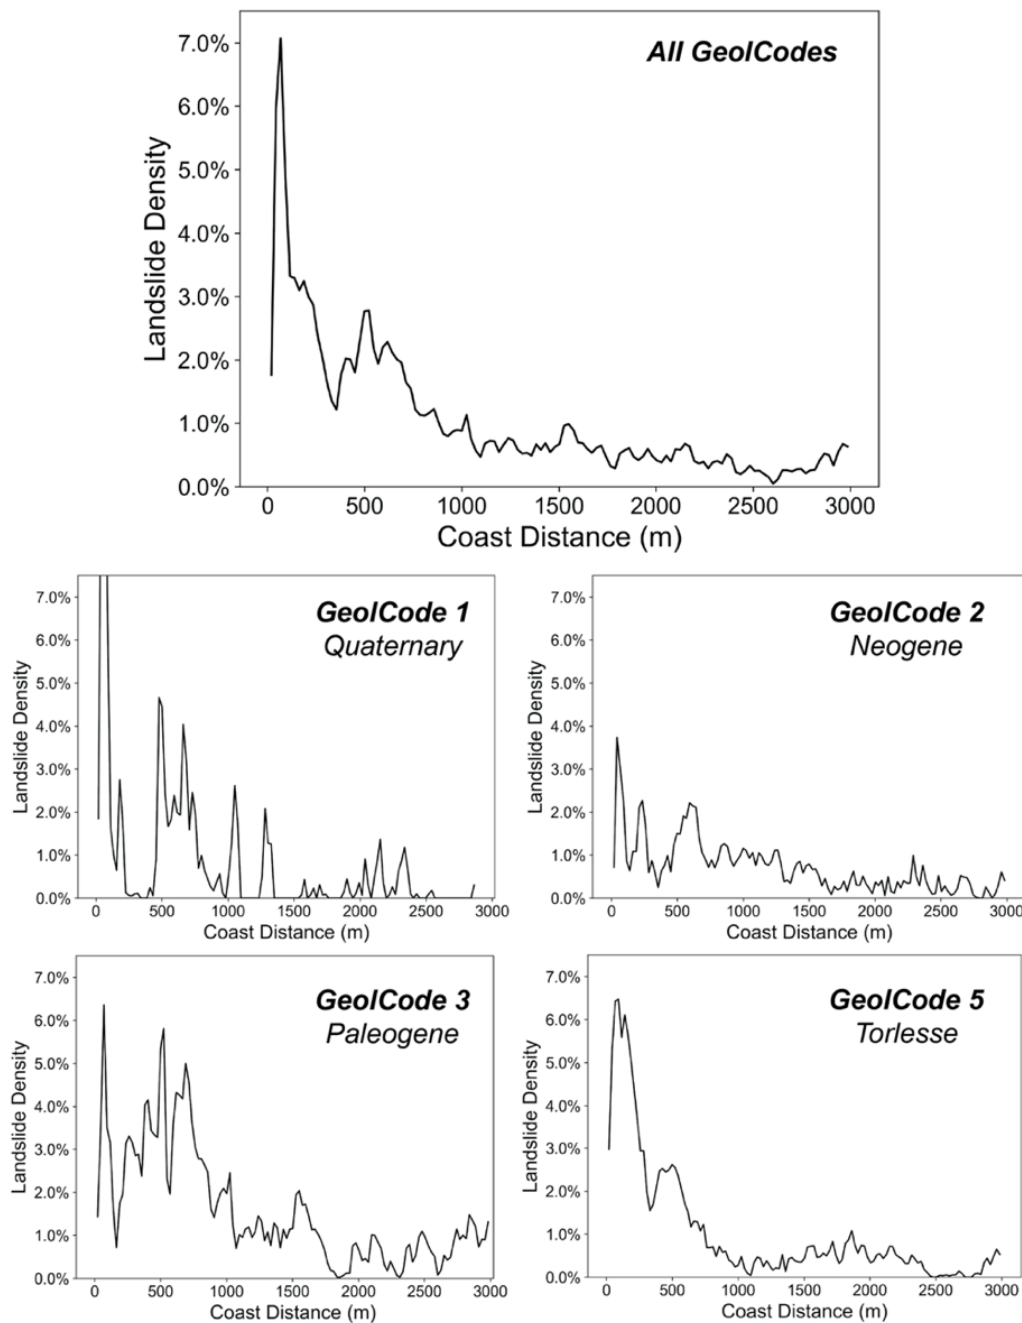 All GeolCodes
Landslide Density
7.0%
6.0%
5.0%
4.0%
3.0%
2.0%
1.0%
0.0%
0 500 1000 1500 2000 2500 3000
Coast Distance (m)
GeolCode 1
Quaternary
Landslide Density
7.0%
6.0%
5.0%
4.0%
3.0%
2.0%
1.0%
0.0%
0 500 1000 1500 2000 2500 3000
Coast Distance (m)
GeolCode 2
Neogene
Landslide Density
7.0%
6.0%
5.0%
4.0%
3.0%
2.0%
1.0%
0.0%
0 500 1000 1500 2000 2500 3000
Coast Distance (m)
GeolCode 3
Paleogene
Landslide Density
7.0%
6.0%
5.0%
4.0%
3.0%
2.0%
1.0%
0.0%
0 500 1000 1500 2000 2500 3000
Coast Distance (m)
GeolCode 5
Torlesse
Landslide Density
7.0%
6.0%
5.0%
4.0%
3.0%
2.0%
1.0%
0.0%
0 500 1000 1500 2000 2500 3000
Coast Distance (m)